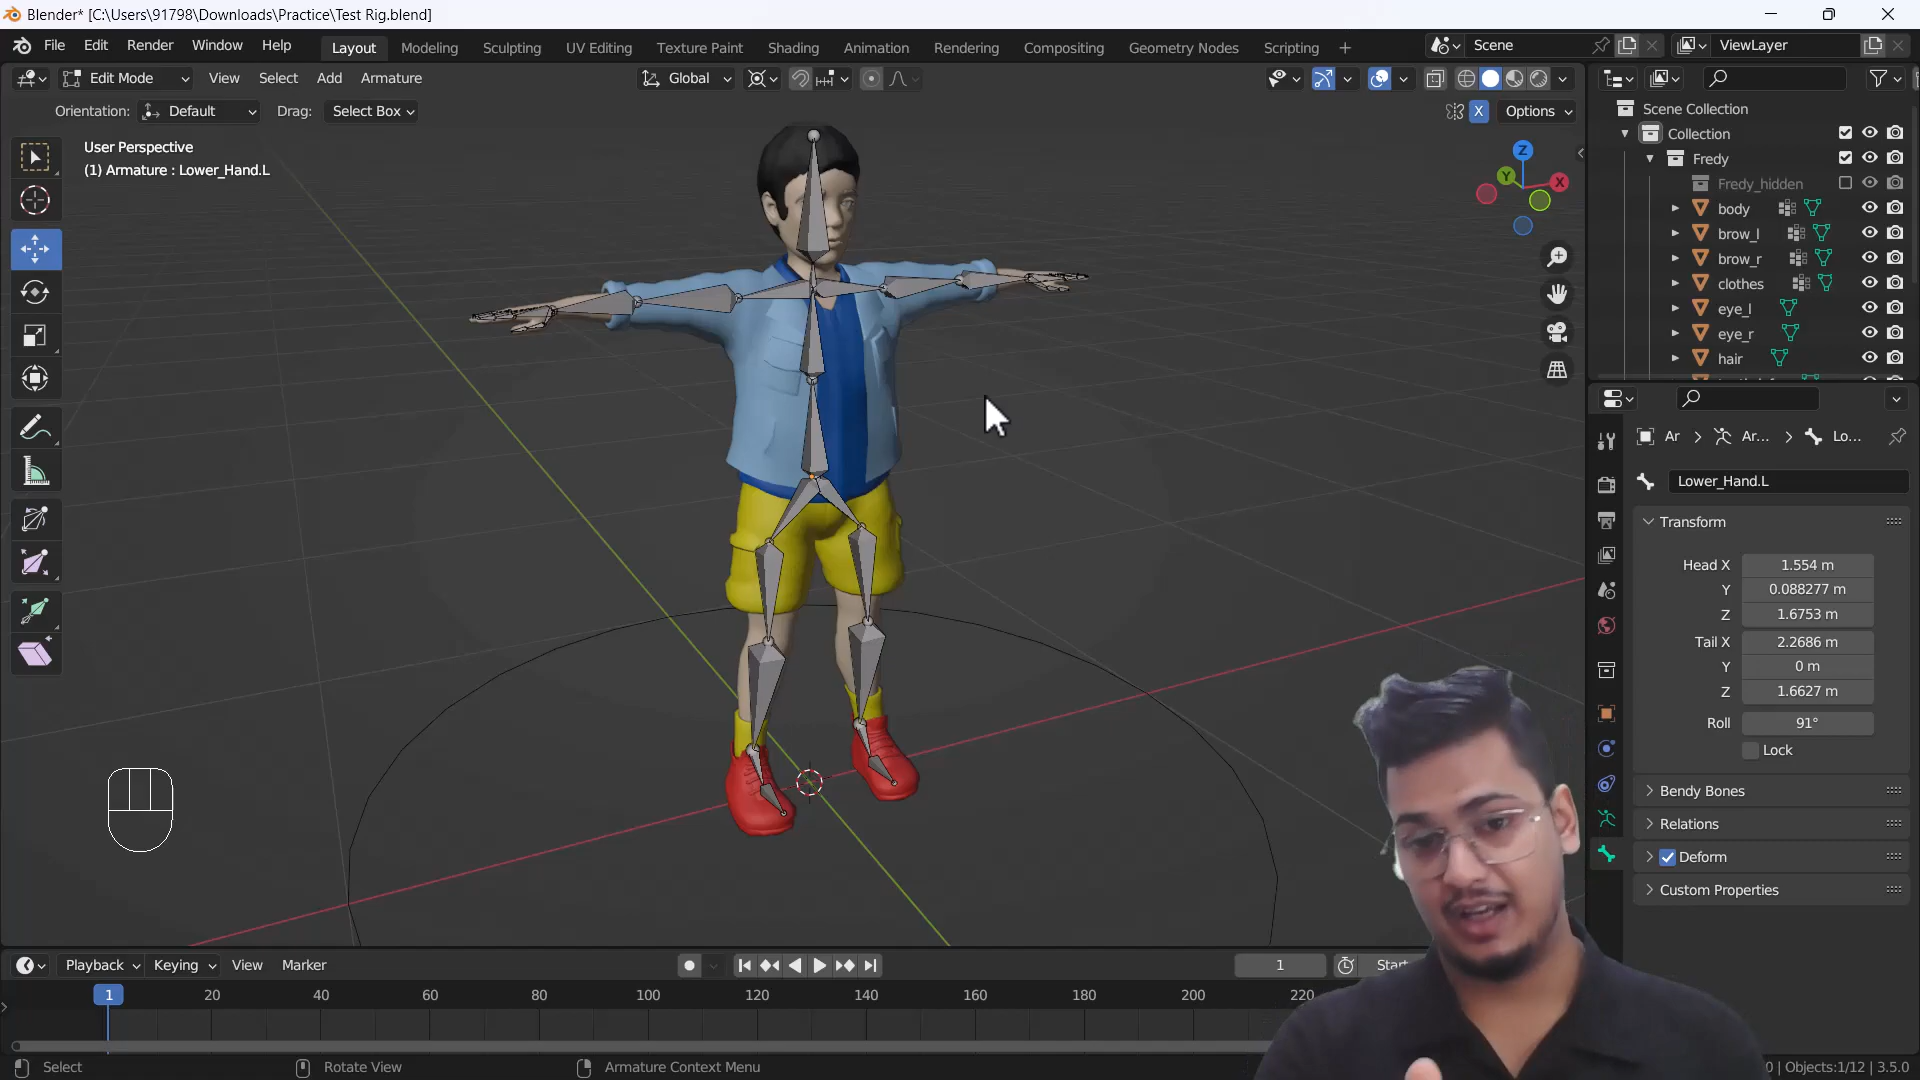 Blender* [C:\Users\91798\Downloads\Practice\Test Rig.blend]
File Edit Render Window Help
Layout Modeling Sculpting UV Editing Texture Paint Shading Animation Rendering Compositing Geometry Nodes Scripting +
Scene
ViewLayer
Edit Mode View Select Add Armature
Global
Orientation: Default Drag: Select Box
X Options
User Perspective
(1) Armature : Lower_Hand.L
Z
Y
X
Scene Collection
Collection
Fredy
Fredy_hidden
body
brow_l
brow_r
clothes
eye_l
eye_r
hair
Ar > Ar... > Lo...
Lower_Hand.L
Transform
Head X 1.554 m
Y 0.088277 m
Z 1.6753 m
Tail X 2.2686 m
Y 0 m
Z 1.6627 m
Roll 91°
Lock
Bendy Bones
Relations
Deform
Custom Properties
Playback Keying View Marker
1
Start
1 20 40 60 80 100 120 140 160 180 200 220
Select Rotate View Armature Context Menu
0 | Objects:1/12 | 3.5.0